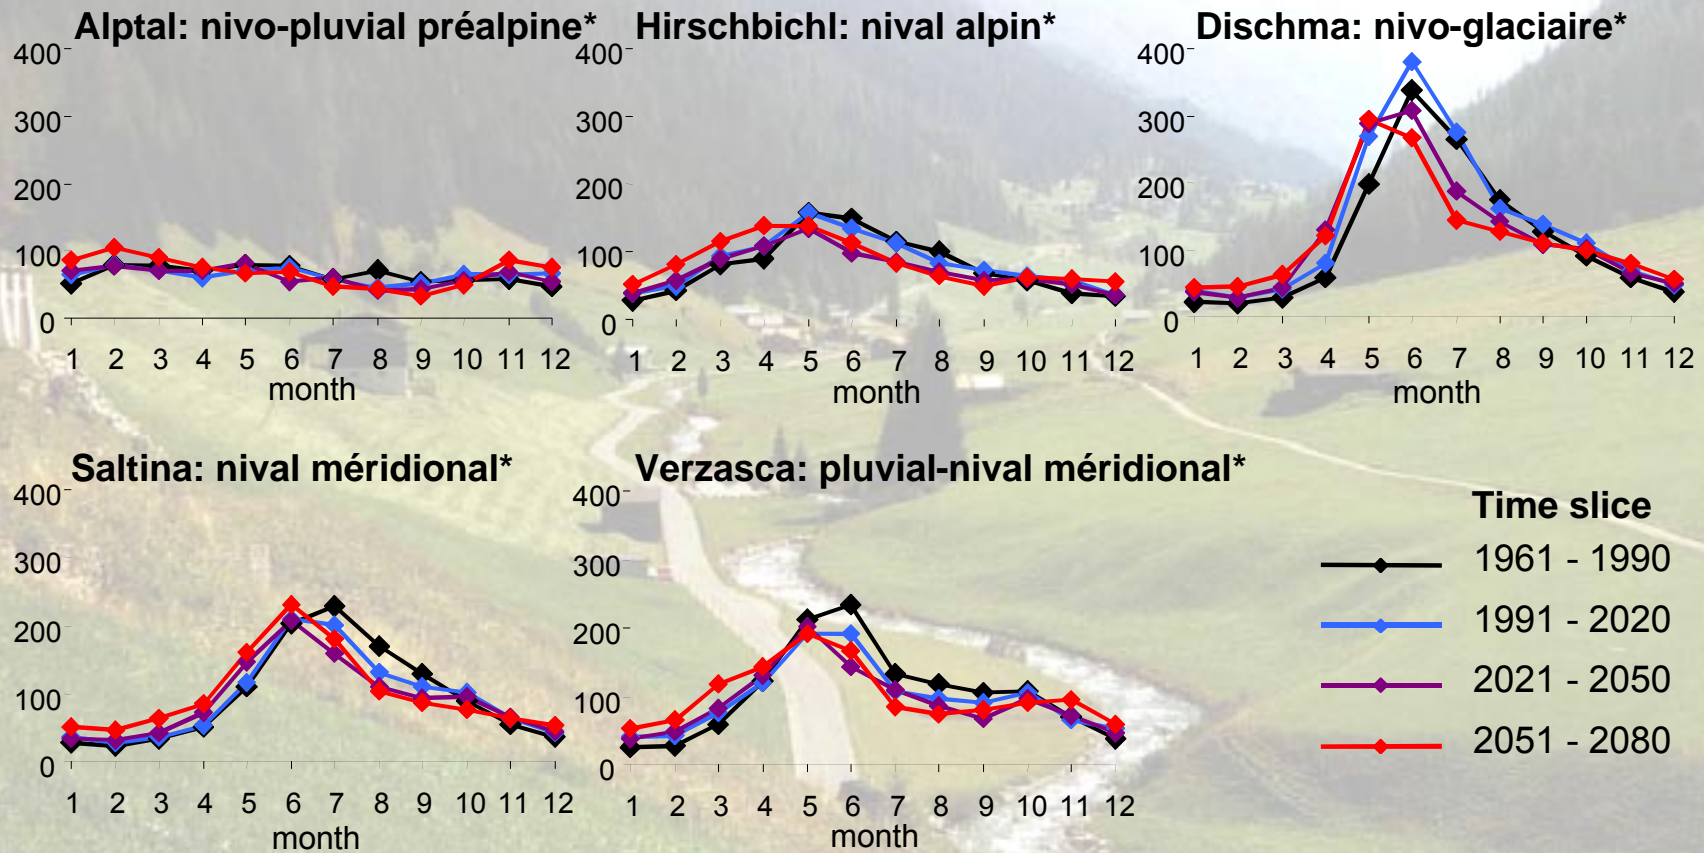 Alptal: nivo-pluvial préalpine*
400
300
200
100
0
1 2 3 4 5 6 7 8 9 10 11 12
month
Hirschbichl: nival alpin*
400
300
200
100
0
1 2 3 4 5 6 7 8 9 10 11 12
month
Dischma: nivo-glaciaire*
400
300
200
100
0
1 2 3 4 5 6 7 8 9 10 11 12
month
Saltina: nival méridional*
400
300
200
100
0
1 2 3 4 5 6 7 8 9 10 11 12
month
Verzasca: pluvial-nival méridional*
400
300
200
100
0
1 2 3 4 5 6 7 8 9 10 11 12
month
Time slice
1961 - 1990
1991 - 2020
2021 - 2050
2051 - 2080